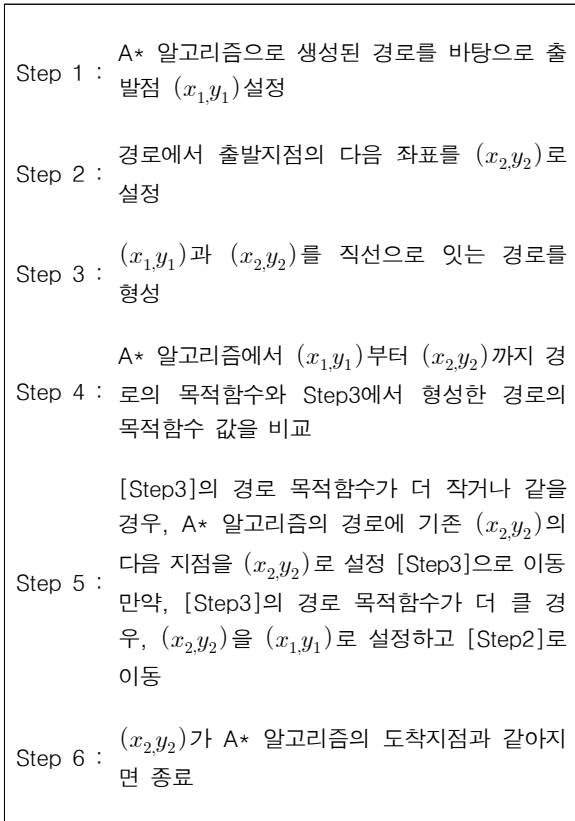 Step 1 : A* 알고리즘으로 생성된 경로를 바탕으로 출
발점 (x₁,y₁)설정
Step 2 : 경로에서 출발지점의 다음 좌표를 (x₂,y₂)로
설정
Step 3 : (x₁,y₁)과 (x₂,y₂)를 직선으로 잇는 경로를
형성
A* 알고리즘에서 (x₁,y₁)부터 (x₂,y₂)까지 경
Step 4 : 로의 목적함수와 Step3에서 형성한 경로의
목적함수 값을 비교
[Step3]의 경로 목적함수가 더 작거나 같을
경우, A* 알고리즘의 경로에 기존 (x₂,y₂)의
다음 지점을 (x₂,y₂)로 설정 [Step3]으로 이동
Step 5 : 만약, [Step3]의 경로 목적함수가 더 클 경
우, (x₂,y₂)을 (x₁,y₁)로 설정하고 [Step2]로
이동
Step 6 : (x₂,y₂)가 A* 알고리즘의 도착지점과 같아지
면 종료